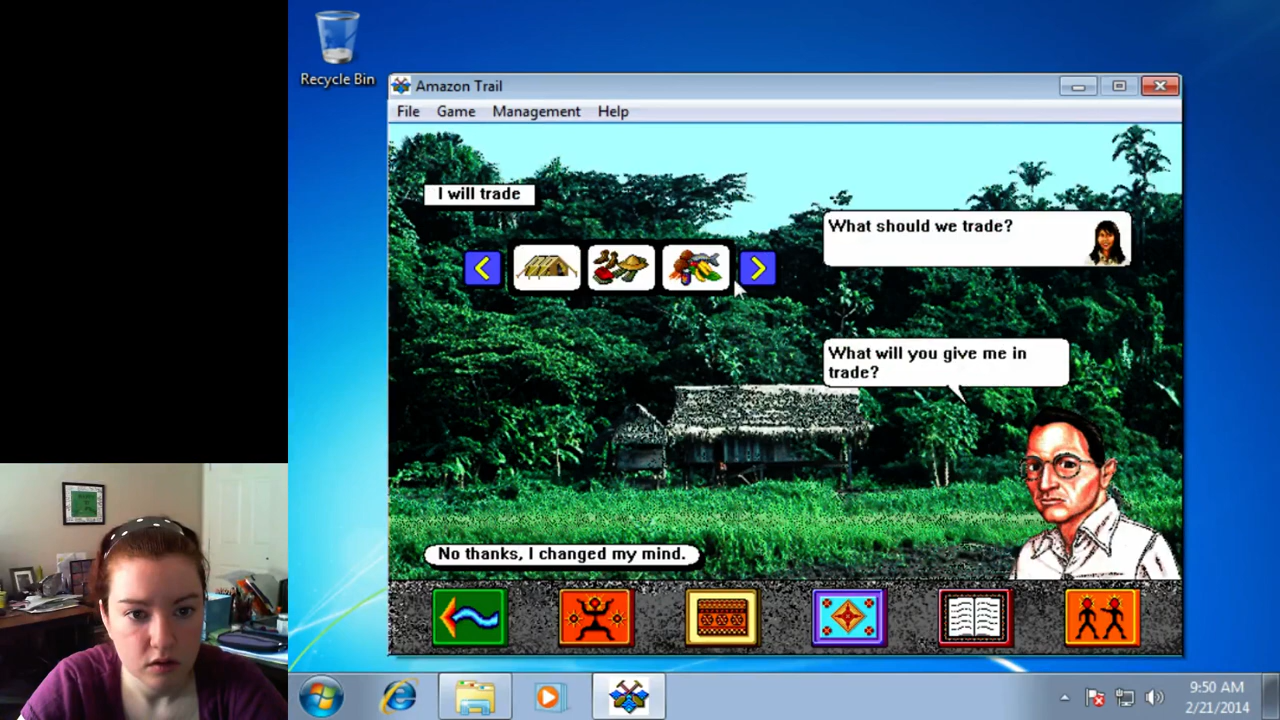 Recycle Bin
Amazon Trail
File Game Management Help
I will trade
What should we trade?
What will you give me in
trade?
No thanks, I changed my mind.
9:50 AM
2/21/2014